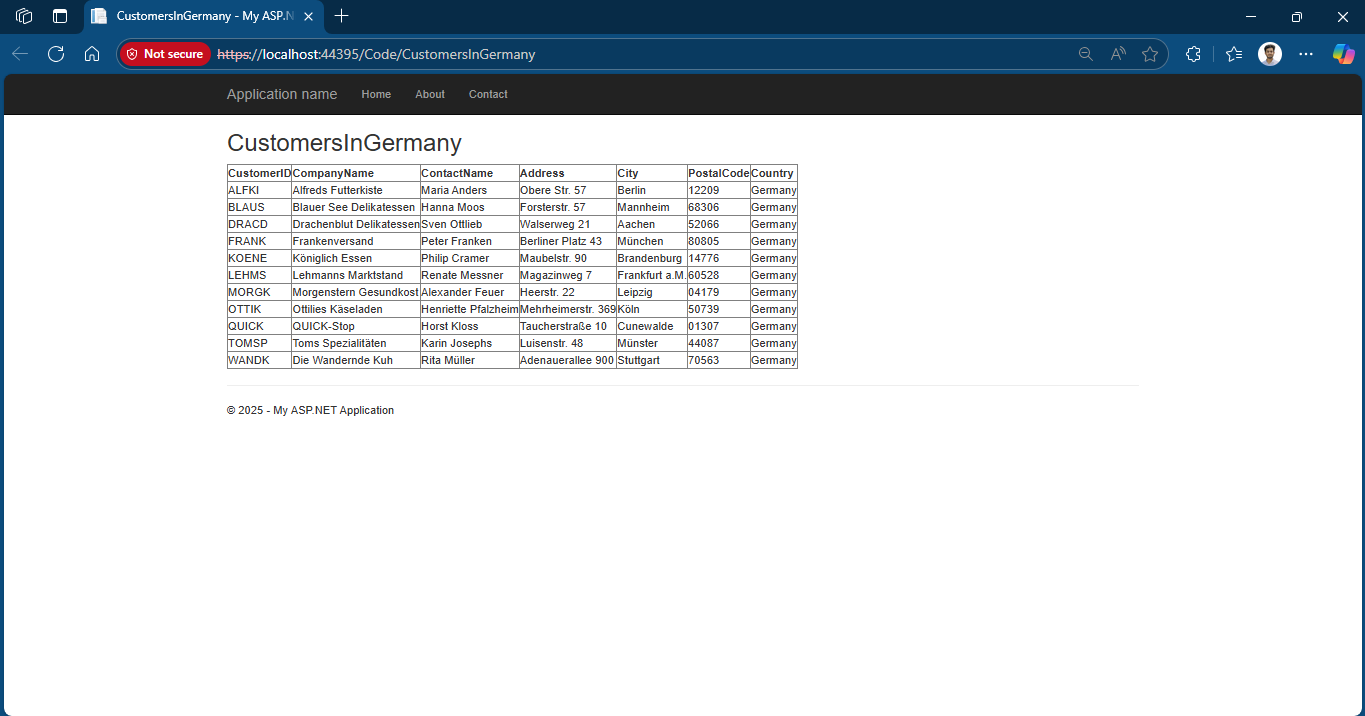 CustomersInGermany - My ASP.N
Not secure https://localhost:44395/Code/CustomersInGermany
Application name Home About Contact
CustomersInGermany
CustomerID CompanyName ContactName Address City PostalCode Country
ALFKI Alfreds Futterkiste Maria Anders Obere Str. 57 Berlin 12209 Germany
BLAUS Blauer See Delikatessen Hanna Moos Forsterstr. 57 Mannheim 68306 Germany
DRACD Drachenblut Delikatessen Sven Ottlieb Walserweg 21 Aachen 52066 Germany
FRANK Frankenversand Peter Franken Berliner Platz 43 München 80805 Germany
KOENE Königlich Essen Philip Cramer Maubelstr. 90 Brandenburg 14776 Germany
LEHMS Lehmanns Marktstand Renate Messner Magazinweg 7 Frankfurt a.M. 60528 Germany
MORGK Morgenstern Gesundkost Alexander Feuer Heerstr. 22 Leipzig 04179 Germany
OTTIK Ottilies Käseladen Henriette Pfalzheim Mehrheimerstr. 369 Köln 50739 Germany
QUICK QUICK-Stop Horst Kloss Taucherstraße 10 Cunewalde 01307 Germany
TOMSP Toms Spezialitäten Karin Josephs Luisenstr. 48 Münster 44087 Germany
WANDK Die Wandernde Kuh Rita Müller Adenauerallee 900 Stuttgart 70563 Germany
© 2025 - My ASP.NET Application